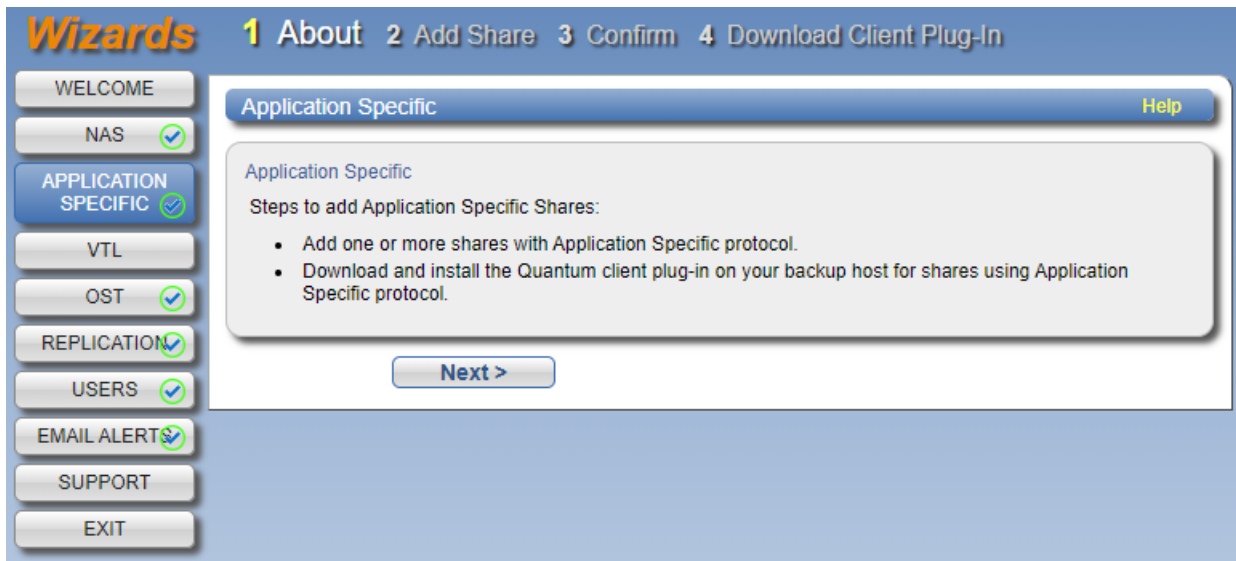 Wizards 1 About 2 Add Share 3 Confirm 4 Download Client Plug-In
WELCOME
NAS
APPLICATION
SPECIFIC
VTL
OST
REPLICATION
USERS
EMAIL ALERTS
SUPPORT
EXIT
Application Specific Help
Application Specific
Steps to add Application Specific Shares:
• Add one or more shares with Application Specific protocol.
• Download and install the Quantum client plug-in on your backup host for shares using Application
Specific protocol.
Next >